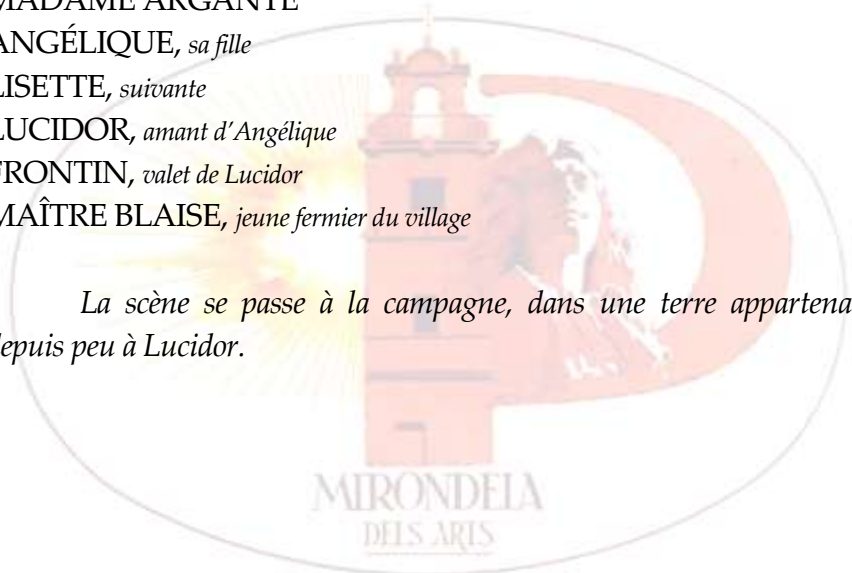 MADAME ARGANTE
ANGÉLIQUE, sa fille
LISETTE, suivante
LUCIDOR, amant d'Angélique
FRONTIN, valet de Lucidor
MAÎTRE BLAISE, jeune fermier du village
La scène se passe à la campagne, dans une terre appartena
depuis peu à Lucidor.
MIRONDELA
DELS ARTS